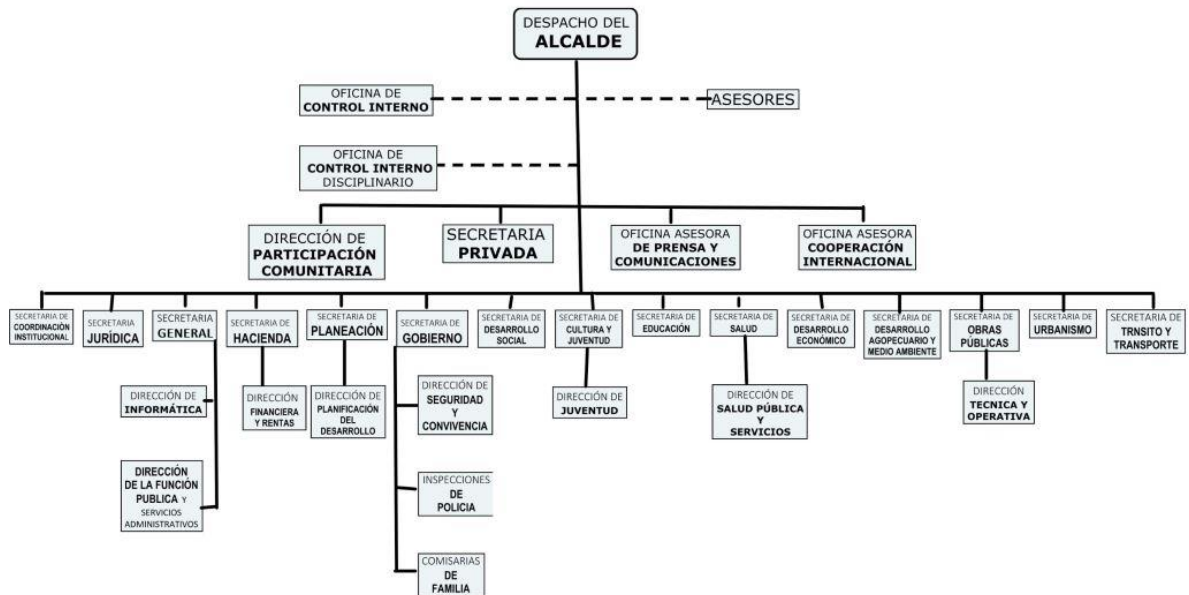 DESPACHO DEL
ALCALDE
OFICINA DE
CONTROL INTERNO
ASESORES
OFICINA DE
CONTROL INTERNO
DISCIPLINARIO
DIRECCIÓN DE
PARTICIPACIÓN
COMUNITARIA
SECRETARIA
PRIVADA
OFICINA ASESORA
DE PRENSA Y
COMUNICACIONES
OFICINA ASESORA
COOPERACIÓN
INTERNACIONAL
SECRETARIA DE
COORDINACIÓN
INSTITUCIONAL
SECRETARIA
JURÍDICA
SECRETARIA
GENERAL
SECRETARIA DE
HACIENDA
SECRETARIA DE
PLANEACIÓN
SECRETARIA DE
GOBIERNO
SECRETARIA DE
DESARROLLO
SOCIAL
SECRETARIA DE
CULTURA Y
JUVENTUD
SECRETARIA DE
EDUCACIÓN
SECRETARIA DE
SALUD
SECRETARIA DE
DESARROLLO
ECONÓMICO
SECRETARIA DE
DESARROLLO
AGOPECUARIO Y
MEDIO AMBIENTE
SECRETARIA DE
OBRAS
PÚBLICAS
SECRETARIA DE
URBANISMO
SECRETARIA DE
TRNSITO Y
TRANSPORTE
DIRECCIÓN DE
INFORMÁTICA
DIRECCIÓN
DE LA FUNCIÓN
PUBLICA Y
SERVICIOS
ADMINISTRATIVOS
DIRECCIÓN
FINANCIERA
Y RENTAS
DIRECCIÓN DE
PLANIFICACIÓN
DEL
DESARROLLO
DIRECCIÓN DE
SEGURIDAD
Y
CONVIVENCIA
INSPECCIONES
DE
POLICIA
COMISARIAS
DE
FAMILIA
DIRECCIÓN DE
JUVENTUD
DIRECCIÓN DE
SALUD PÚBLICA
Y
SERVICIOS
DIRECCIÓN
TECNICA Y
OPERATIVA